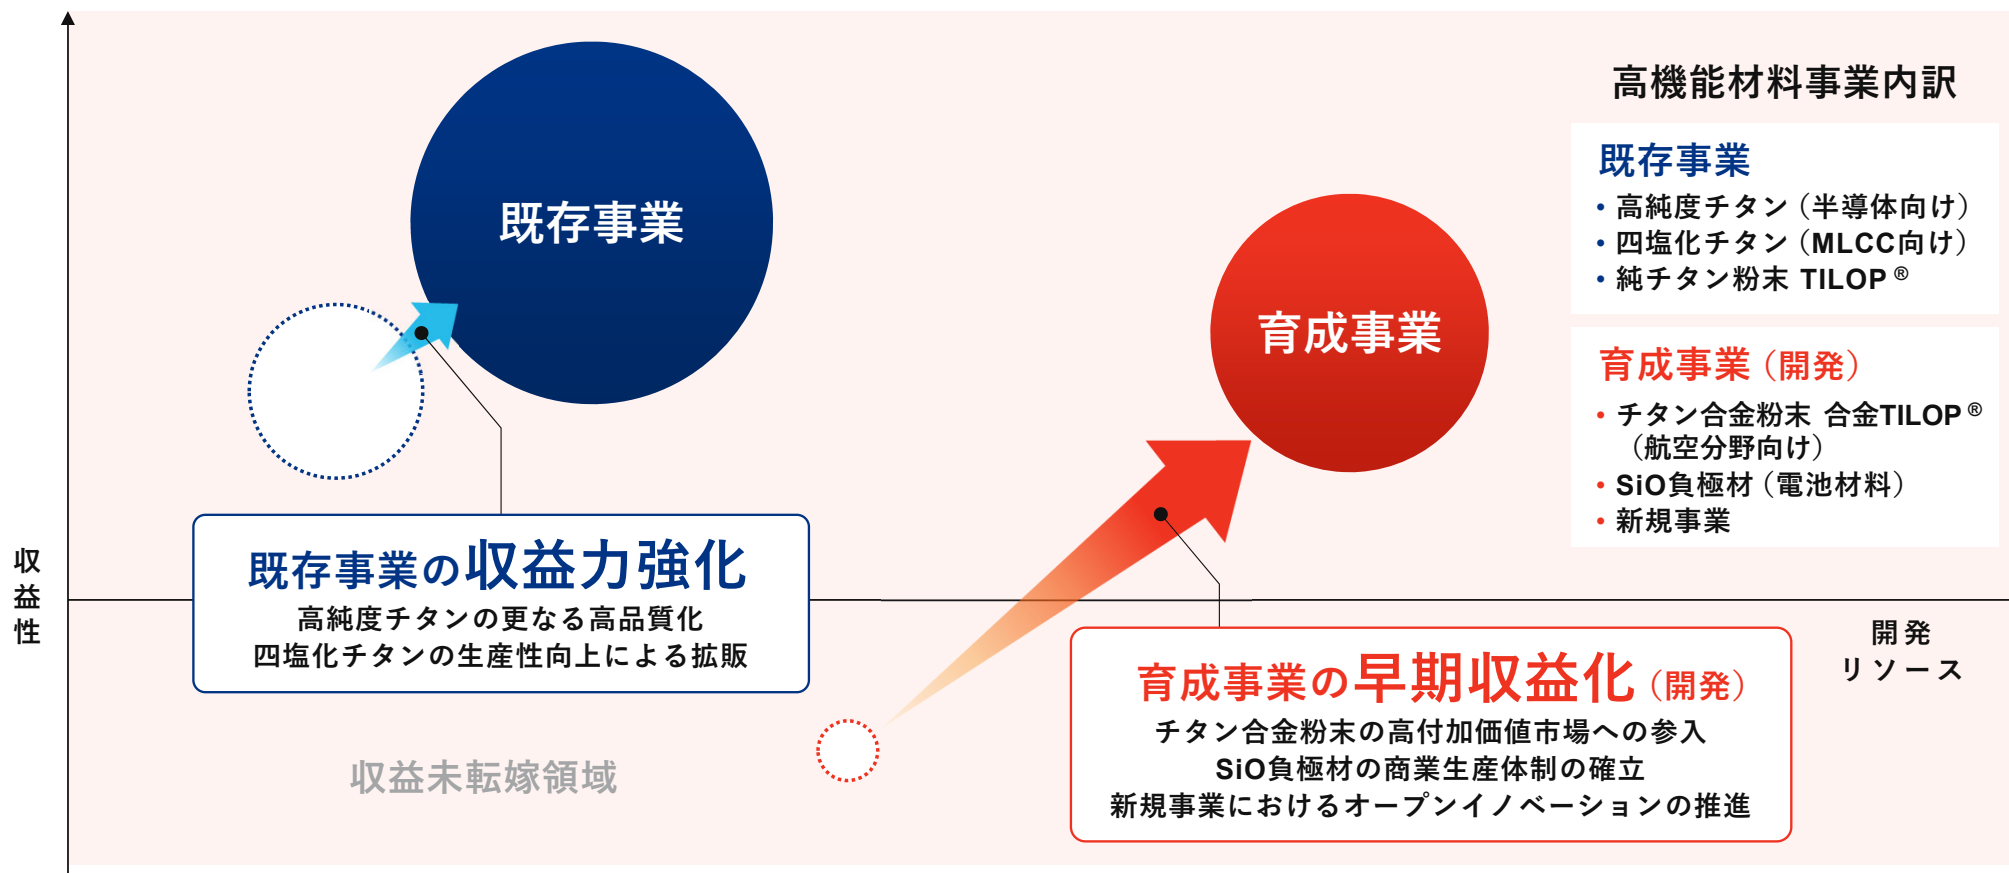 高機能材料事業内訳
既存事業
・高純度チタン（半導体向け）
・四塩化チタン（MLCC向け）
・純チタン粉末 TILOP®
育成事業（開発）
・チタン合金粉末 合金TILOP®
（航空分野向け）
・SiO負極材（電池材料）
・新規事業
既存事業
育成事業
収益性
既存事業の収益力強化
高純度チタンの更なる高品質化
四塩化チタンの生産性向上による拡販
開発
リソース
育成事業の早期収益化（開発）
チタン合金粉末の高付加価値市場への参入
SiO負極材の商業生産体制の確立
新規事業におけるオープンイノベーションの推進
収益未転嫁領域